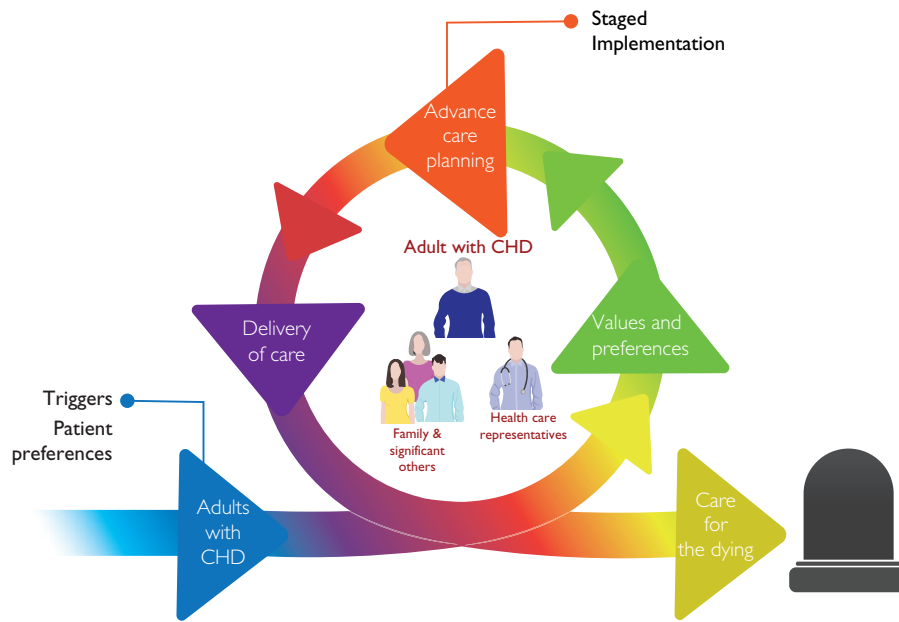 Staged
Implementation
Advance
care
planning
Adult with CHD
Delivery
of care
Values and
preferences
Triggers
Patient
preferences
Family &
significant
others
Health care
representatives
Adults
with
CHD
Care
for
the dying